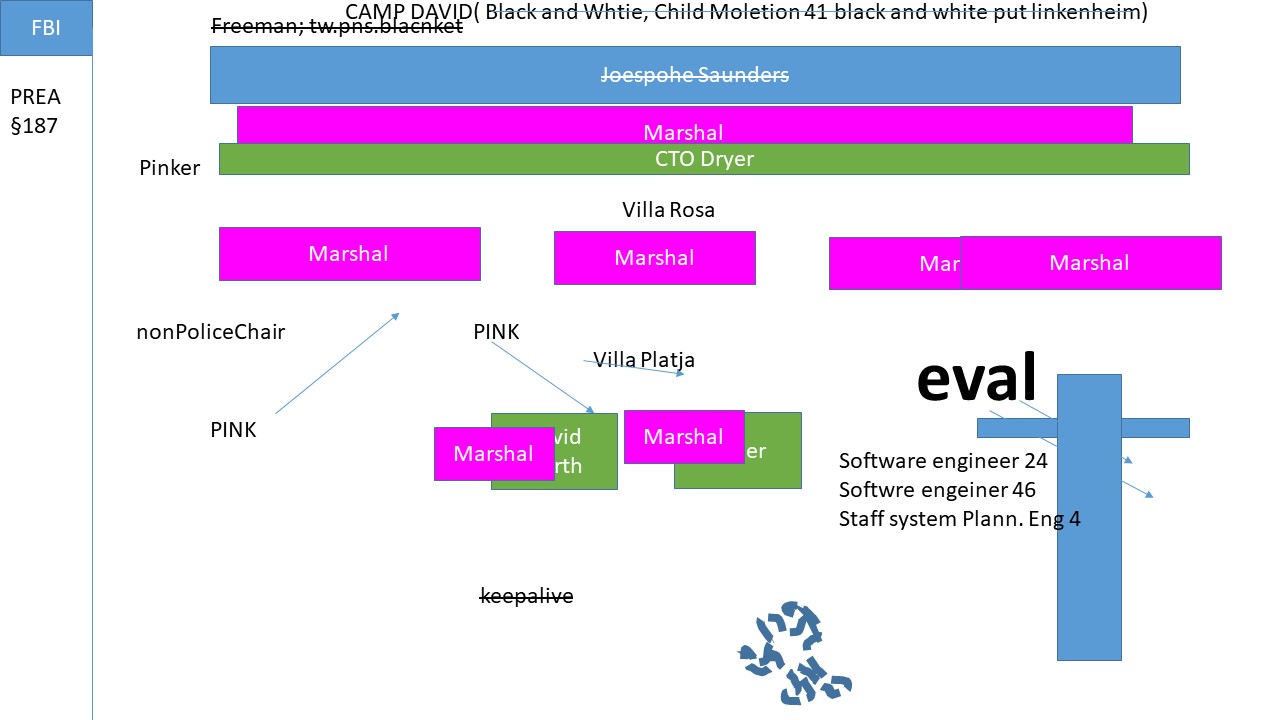 CAMP DAVID( Black and Whtie, Child Moletion 41 black and white put linkenheim)
Freeman; tw.pns.blacnket
FBI
Joespohe Saunders
PREA
§187
Marshal
CTO Dryer
Pinker
Villa Rosa
Marshal
Marshal
Mar
Marshal
nonPoliceChair
PINK
Villa Platja
eval
PINK
Marshal
vid
rth
Marshal
er
Software engineer 24
Softwre engeiner 46
Staff system Plann. Eng 4
keepalive